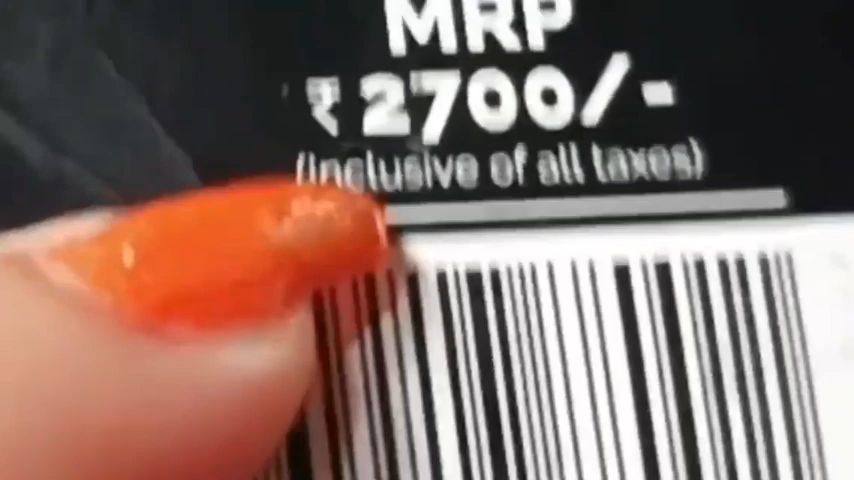 MRP
₹ 2700/-
(Inclusive of all taxes)